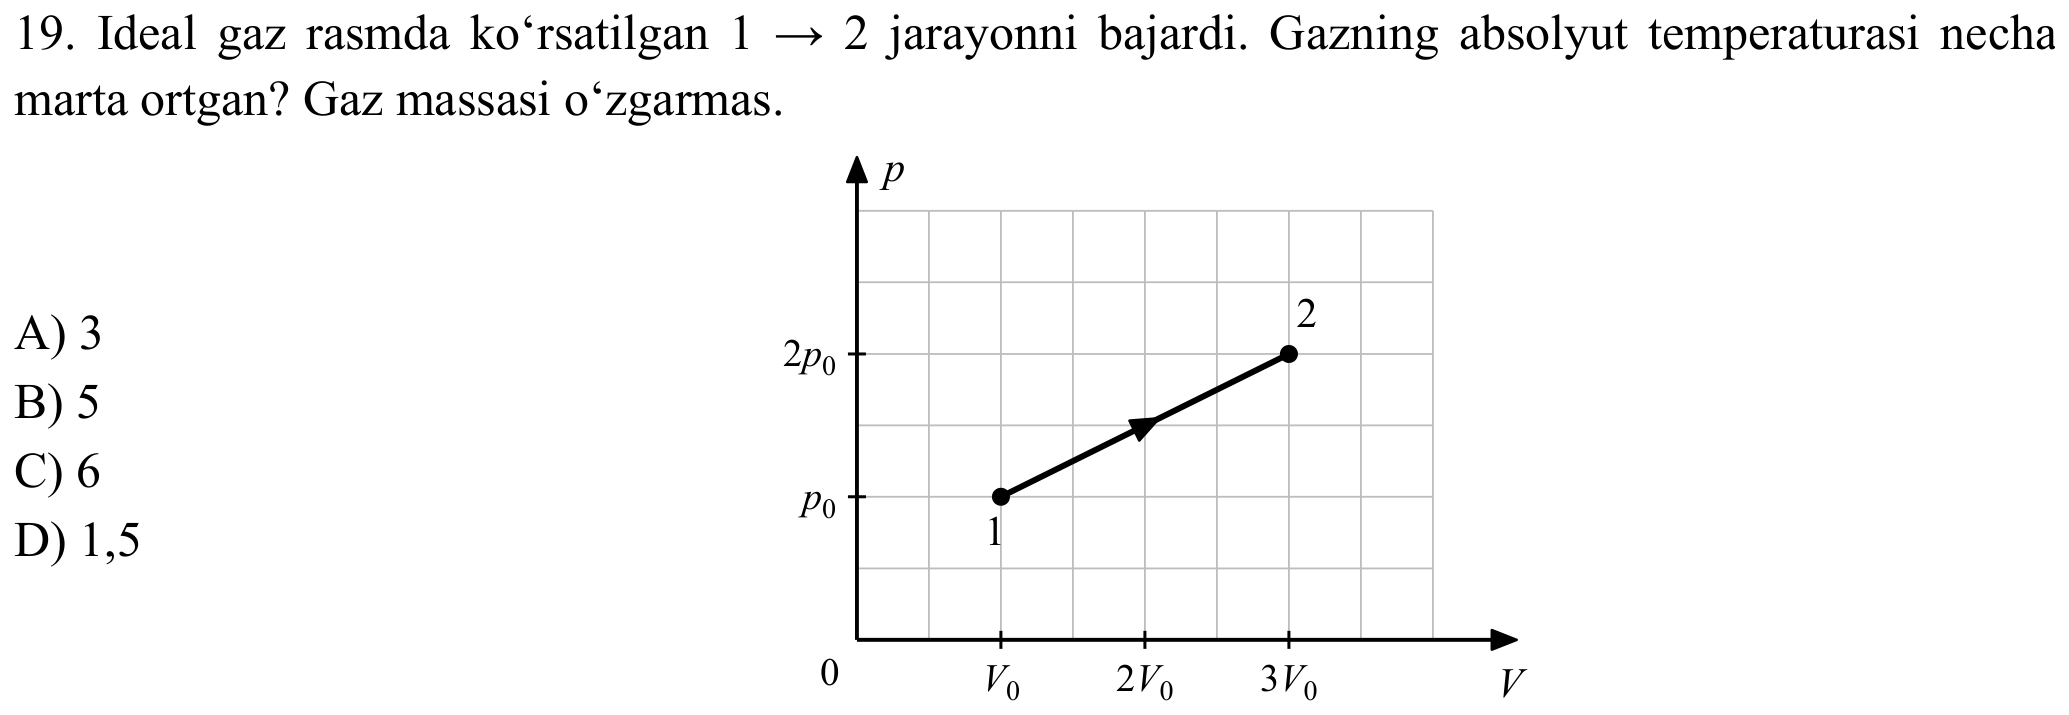 19. Ideal gaz rasmda ko‘rsatilgan 1 → 2 jarayonni bajardi. Gazning absolyut temperaturasi necha
marta ortgan? Gaz massasi o‘zgarmas.
A) 3
B) 5
C) 6
D) 1,5
p
2
2p₀
p₀
1
0
V₀ 2V₀ 3V₀ V